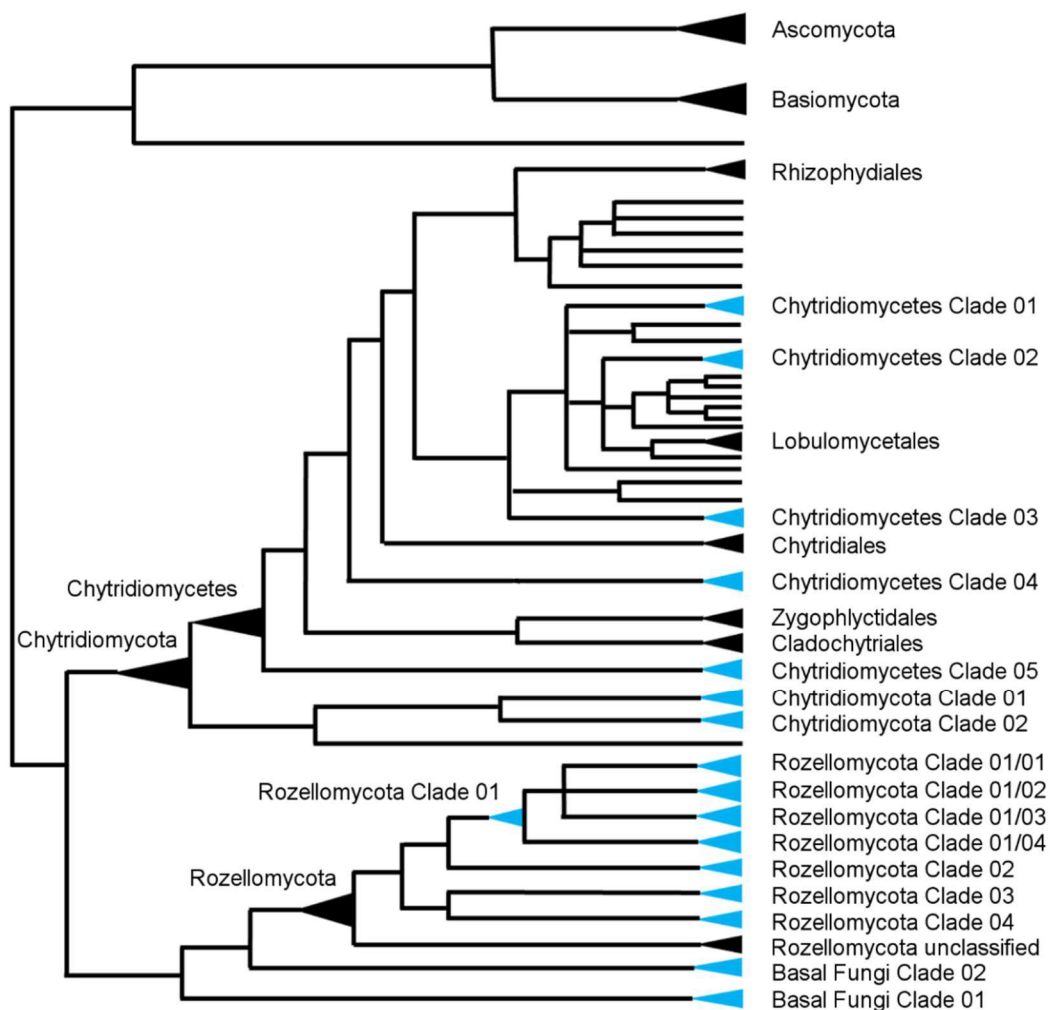 Ascomycota
Basiomycota
Rhizophydiales
Chytridiomycetes Clade 01
Chytridiomycetes Clade 02
Lobulomycetales
Chytridiomycetes Clade 03
Chytridiales
Chytridiomycetes Clade 04
Chytridiomycetes
Zygophlyctidales
Chytridiomycota
Cladochytriales
Chytridiomycetes Clade 05
Chytridiomycota Clade 01
Chytridiomycota Clade 02
Rozellomycota Clade 01/01
Rozellomycota Clade 01
Rozellomycota Clade 01/02
Rozellomycota Clade 01/03
Rozellomycota Clade 01/04
Rozellomycota Clade 02
Rozellomycota
Rozellomycota Clade 03
Rozellomycota Clade 04
Rozellomycota unclassified
Basal Fungi Clade 02
Basal Fungi Clade 01